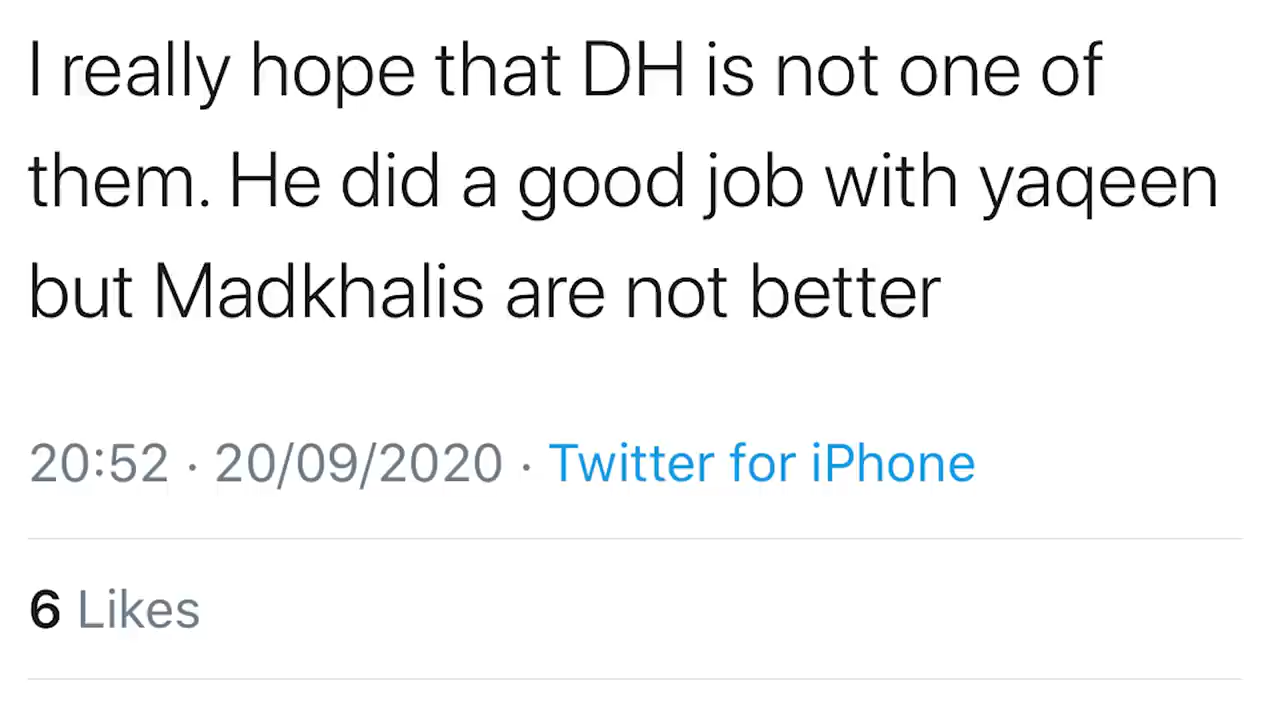 I really hope that DH is not one of
them. He did a good job with yaqeen
but Madkhalis are not better
20:52 · 20/09/2020 · Twitter for iPhone
6 Likes